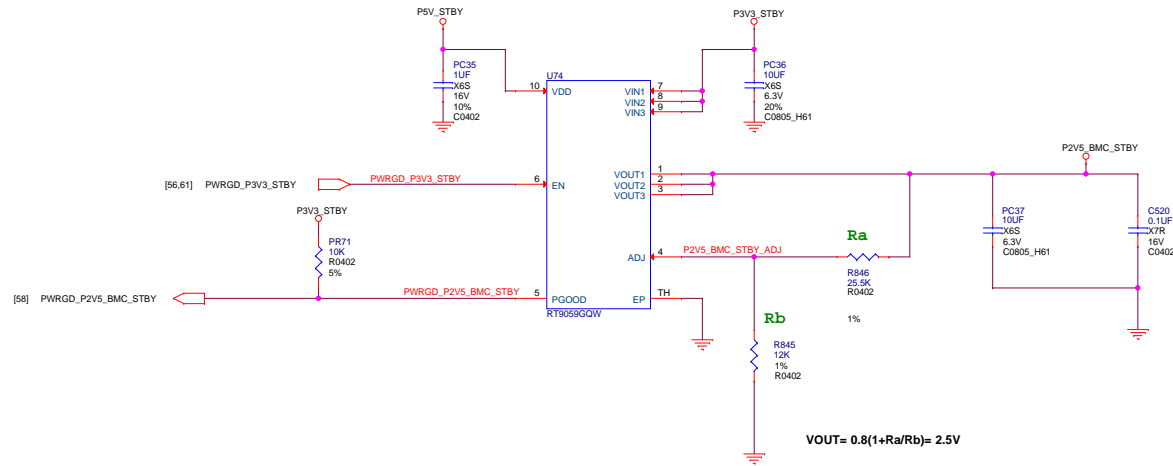 P5V_STBY
P3V3_STBY
PC35
1UF
X6S
16V
10%
C0402
U74
PC36
10UF
X6S
6.3V
20%
C0805_H61
10 VDD
VIN1 7
VIN2 8
VIN3 9
P2V5_BMC_STBY
VOUT1 1
VOUT2 2
VOUT3 3
[56,61] PWRGD_P3V3_STBY
PWRGD_P3V3_STBY
6 EN
P3V3_STBY
PR71
10K
R0402
5%
PC37
10UF
X6S
6.3V
C0805_H61
C520
0.1UF
X7R
16V
C0402
Ra
P2V5_BMC_STBY_ADJ
ADJ 4
R846
25.5K
R0402
1%
[58] PWRGD_P2V5_BMC_STBY
PWRGD_P2V5_BMC_STBY
5 PGOOD
EP TH
RT9059GQW
Rb
R845
12K
1%
R0402
VOUT= 0.8(1+Ra/Rb)= 2.5V